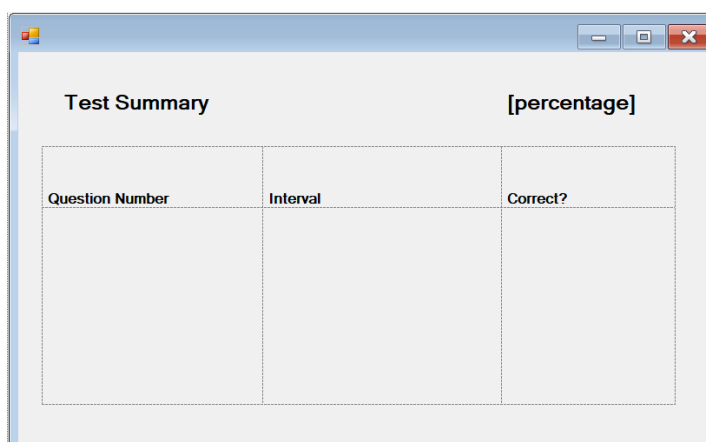 Test Summary [percentage]
Question Number Interval Correct?